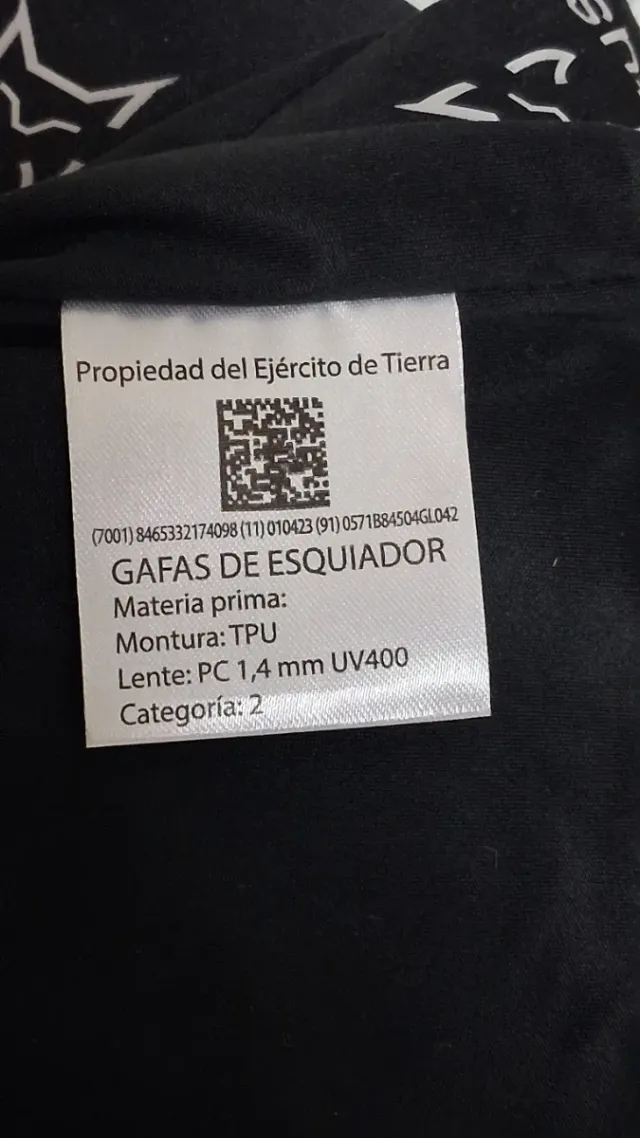 Propiedad del Ejército de Tierra
(7001) 8465332174098 (11) 010423 (91) 0571B84504GL042
GAFAS DE ESQUIADOR
Materia prima:
Montura: TPU
Lente: PC 1,4 mm UV400
Categoría: 2